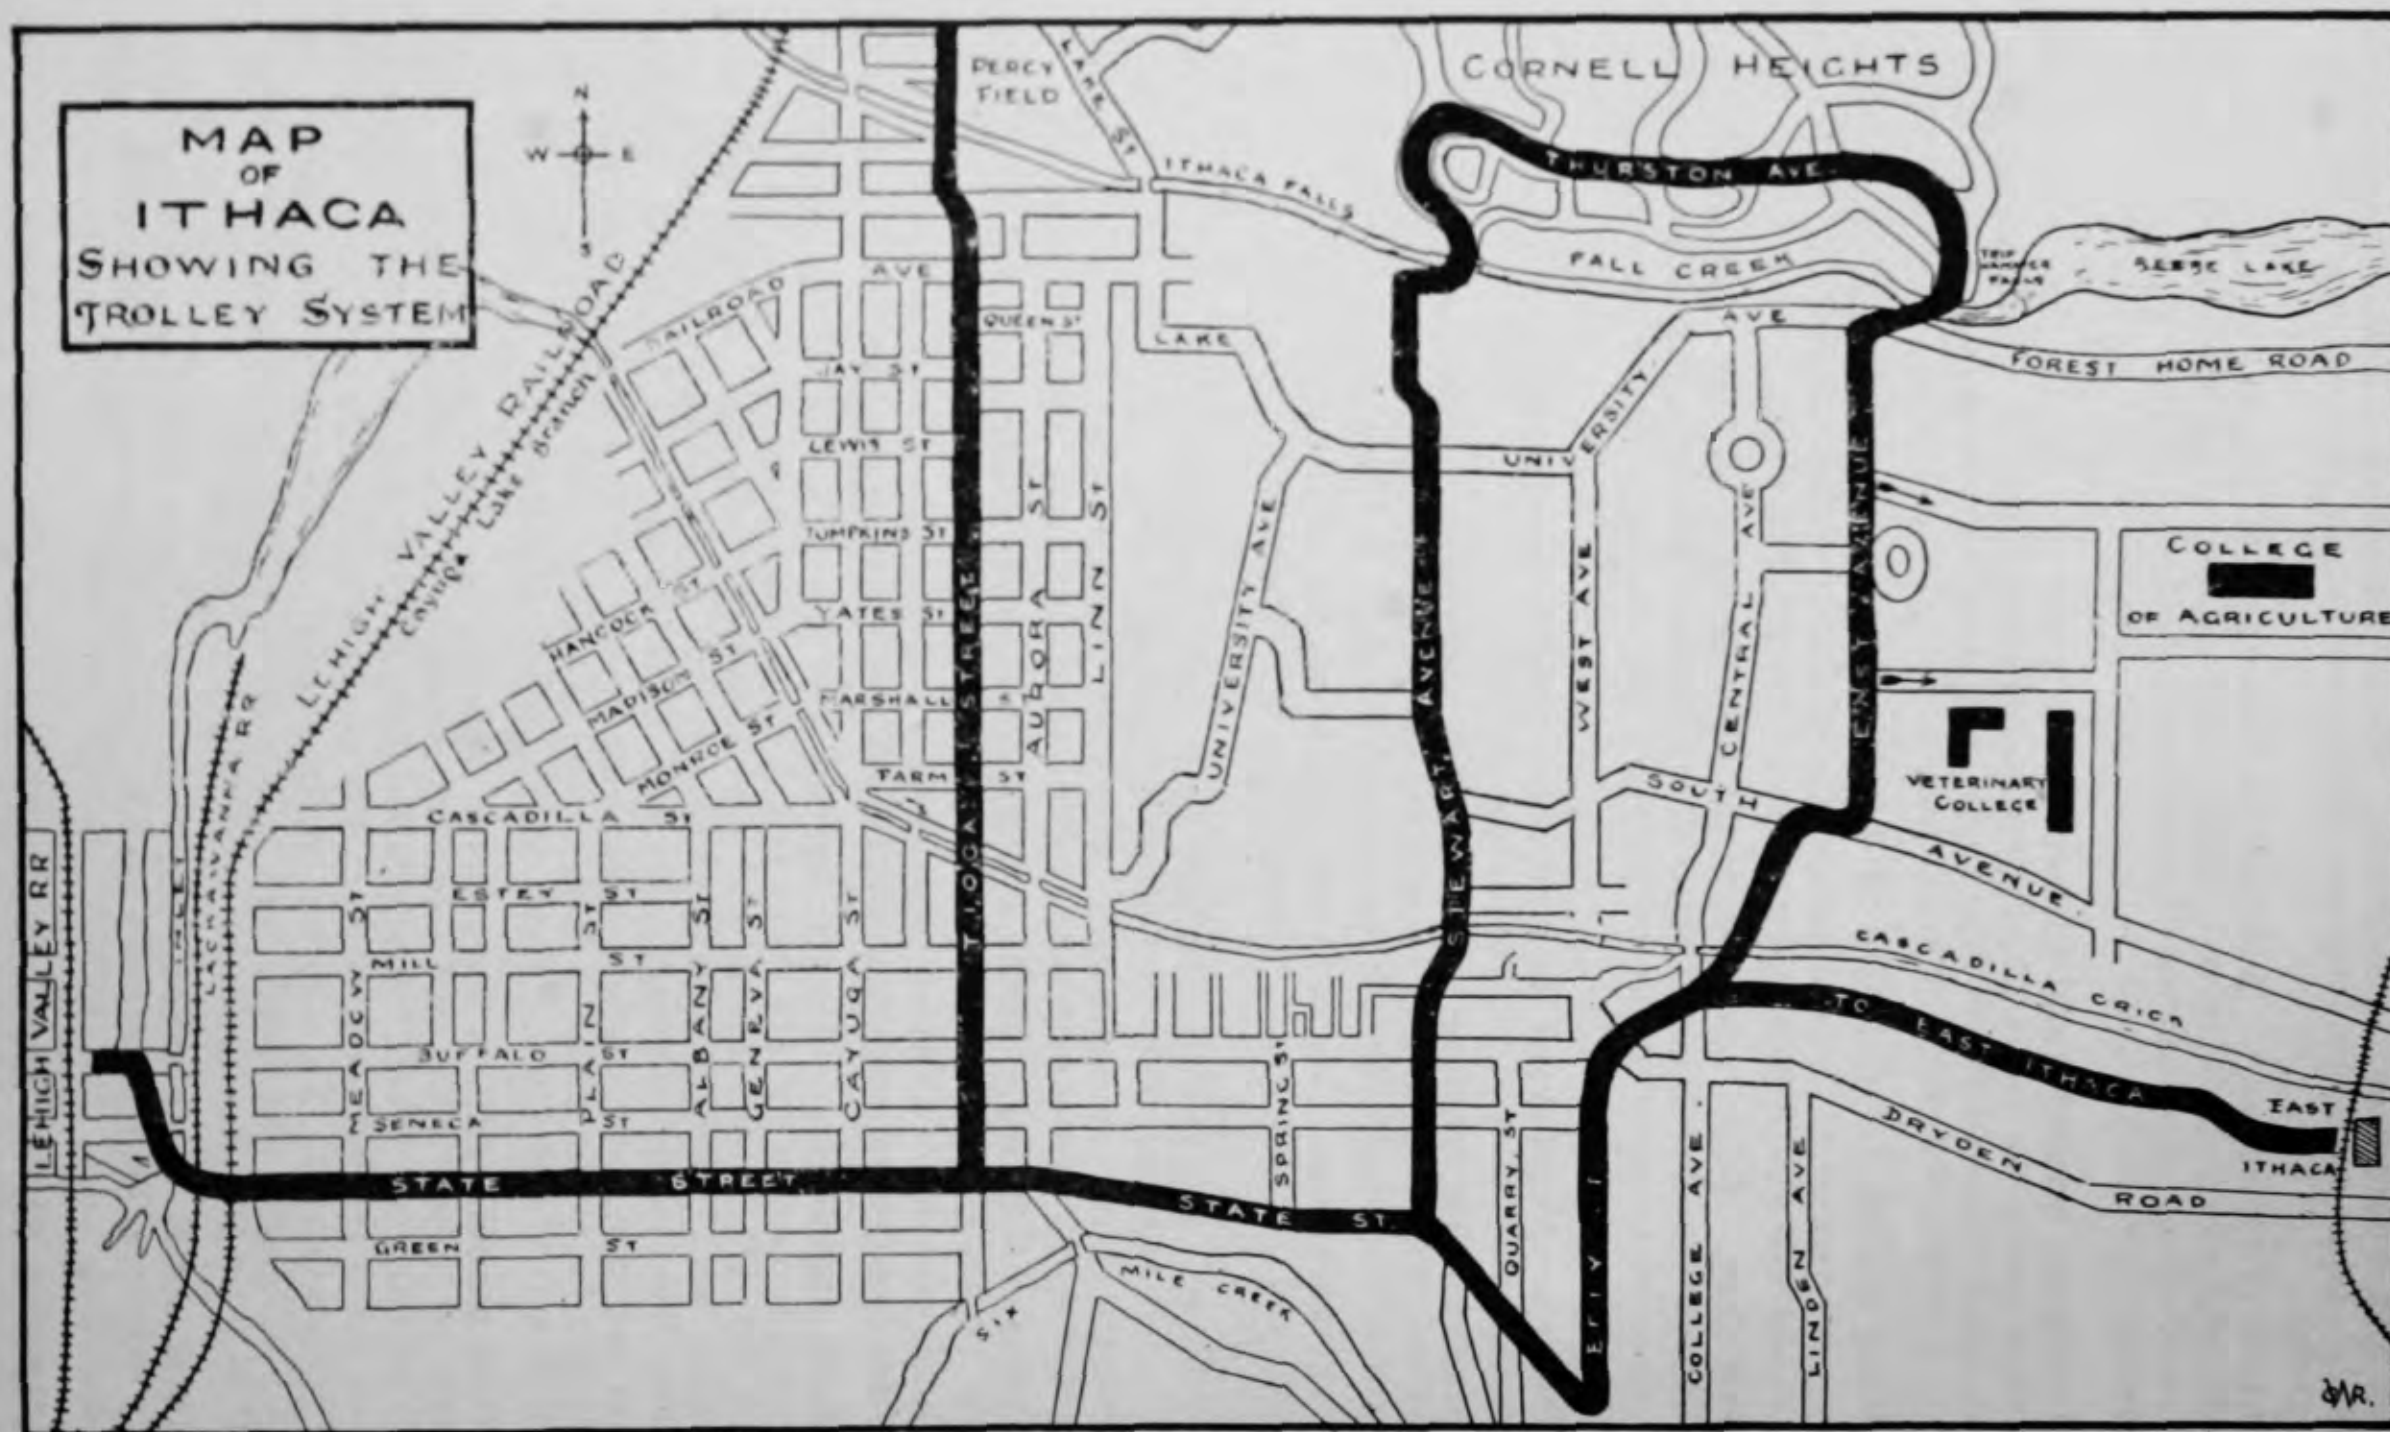 MAP
OF
ITHACA
SHOWING THE
TROLLEY SYSTEM
N
W E
S
PERCY
FIELD
LAKE ST
CORNELL HEIGHTS
THURSTON AVE.
ITHACA FALLS
FALL CREEK
BEEBE LAKE
FOREST HOME ROAD
LEHIGH VALLEY RAILROAD
Cayuga Lake Branch
RAILROAD AVE
QUEEN ST
JAY ST
LEWIS ST
TOMPKINS ST
YATES ST
MARSHALL
FARM ST
HANCOCK ST
MADISON ST
MONROE ST
CASCADILLA ST
ESTEY ST
MILL ST
BUFFALO ST
SENECA ST
STATE STREET
STATE ST.
GREEN ST
LEHIGH VALLEY RR
INLET
LACKAWANNA RR
MEADOW ST
PLAIN ST
ALBANY ST
GENEVA ST
CAYUGA ST
TIOGA STREET
AURORA ST
LINN ST
LAKE
UNIVERSITY AVE
UNIVERSITY AVE
STEWART AVENUE
WEST AVE
CENTRAL AVE
EAST AVENUE
SOUTH AVENUE
COLLEGE
OF AGRICULTURE
VETERINARY
COLLEGE
CASCADILLA
TO EAST ITHACA
EAST
ITHACA
DRYDEN ROAD
SPRING ST
QUARRY ST
COLLEGE AVE
LINDEN AVE
SIX MILE CREEK